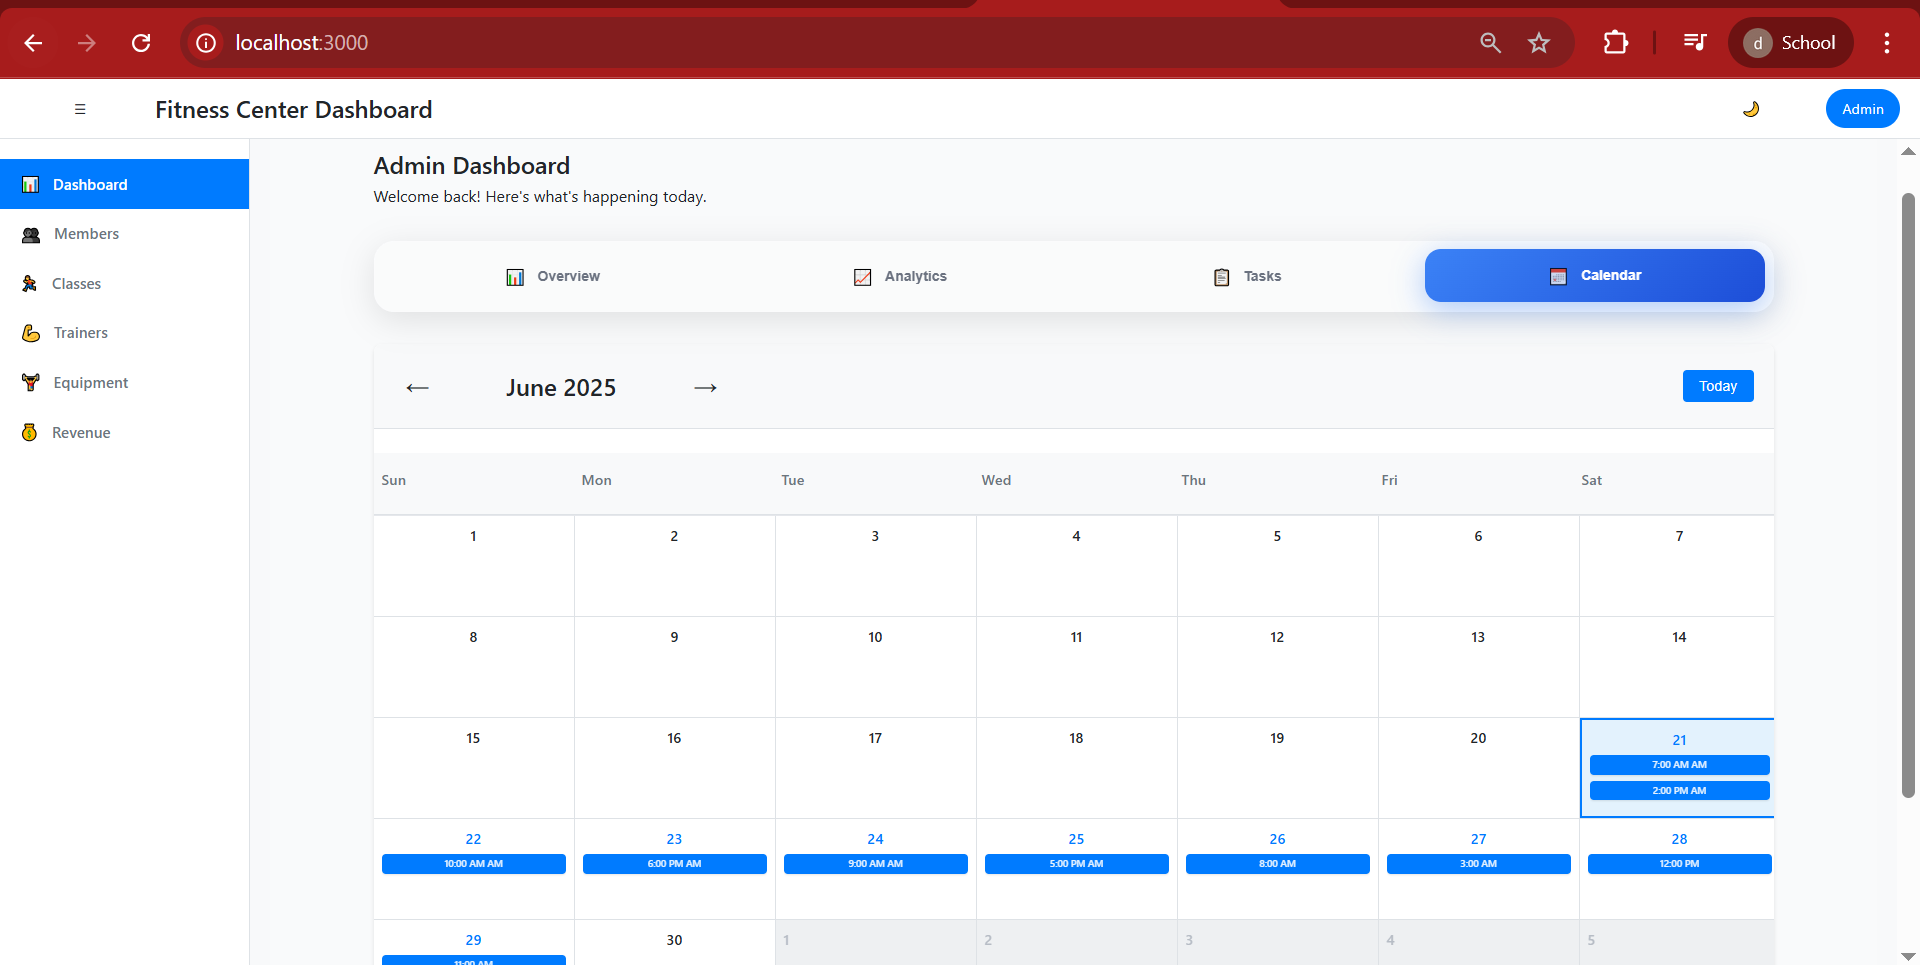 localhost:3000
d School
☰ Fitness Center Dashboard
Admin
Dashboard
Members
Classes
Trainers
Equipment
Revenue
Admin Dashboard
Welcome back! Here's what's happening today.
Overview Analytics Tasks Calendar
← June 2025 →
Today
Sun Mon Tue Wed Thu Fri Sat
1 2 3 4 5 6 7
8 9 10 11 12 13 14
15 16 17 18 19 20 21
7:00 AM AM
2:00 PM AM
22 23 24 25 26 27 28
10:00 AM AM 6:00 PM AM 9:00 AM AM 5:00 PM AM 8:00 AM 3:00 AM 12:00 PM
29 30 1 2 3 4 5
11:00 AM